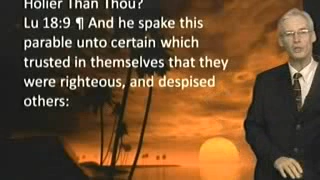 Holier Than Thou?
Lu 18:9 ¶ And he spake this
parable unto certain which
trusted in themselves that they
were righteous, and despised
others: